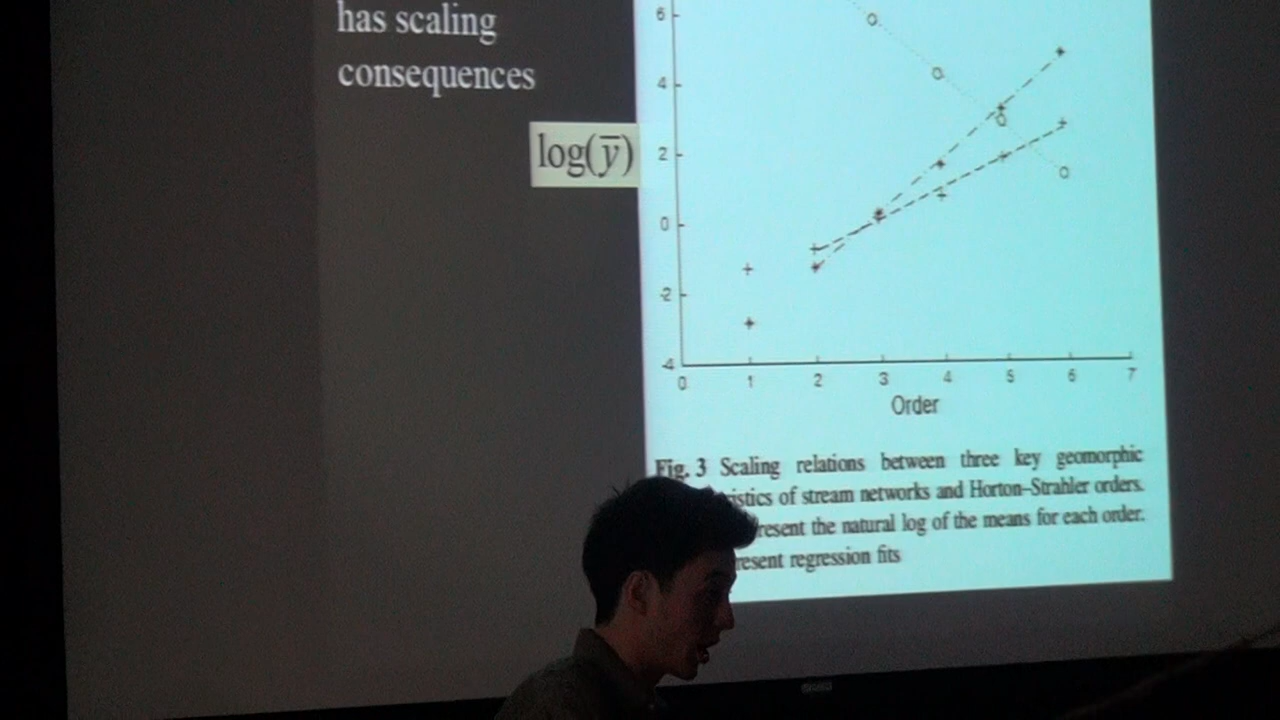 has scaling
consequences
log(y̅)
6
4
2
0
-2
-4
0 1 2 3 4 5 6 7
Order
Fig. 3 Scaling relations between three key geomorphic
istics of stream networks and Horton–Strahler orders.
resent the natural log of the means for each order.
resent regression fits